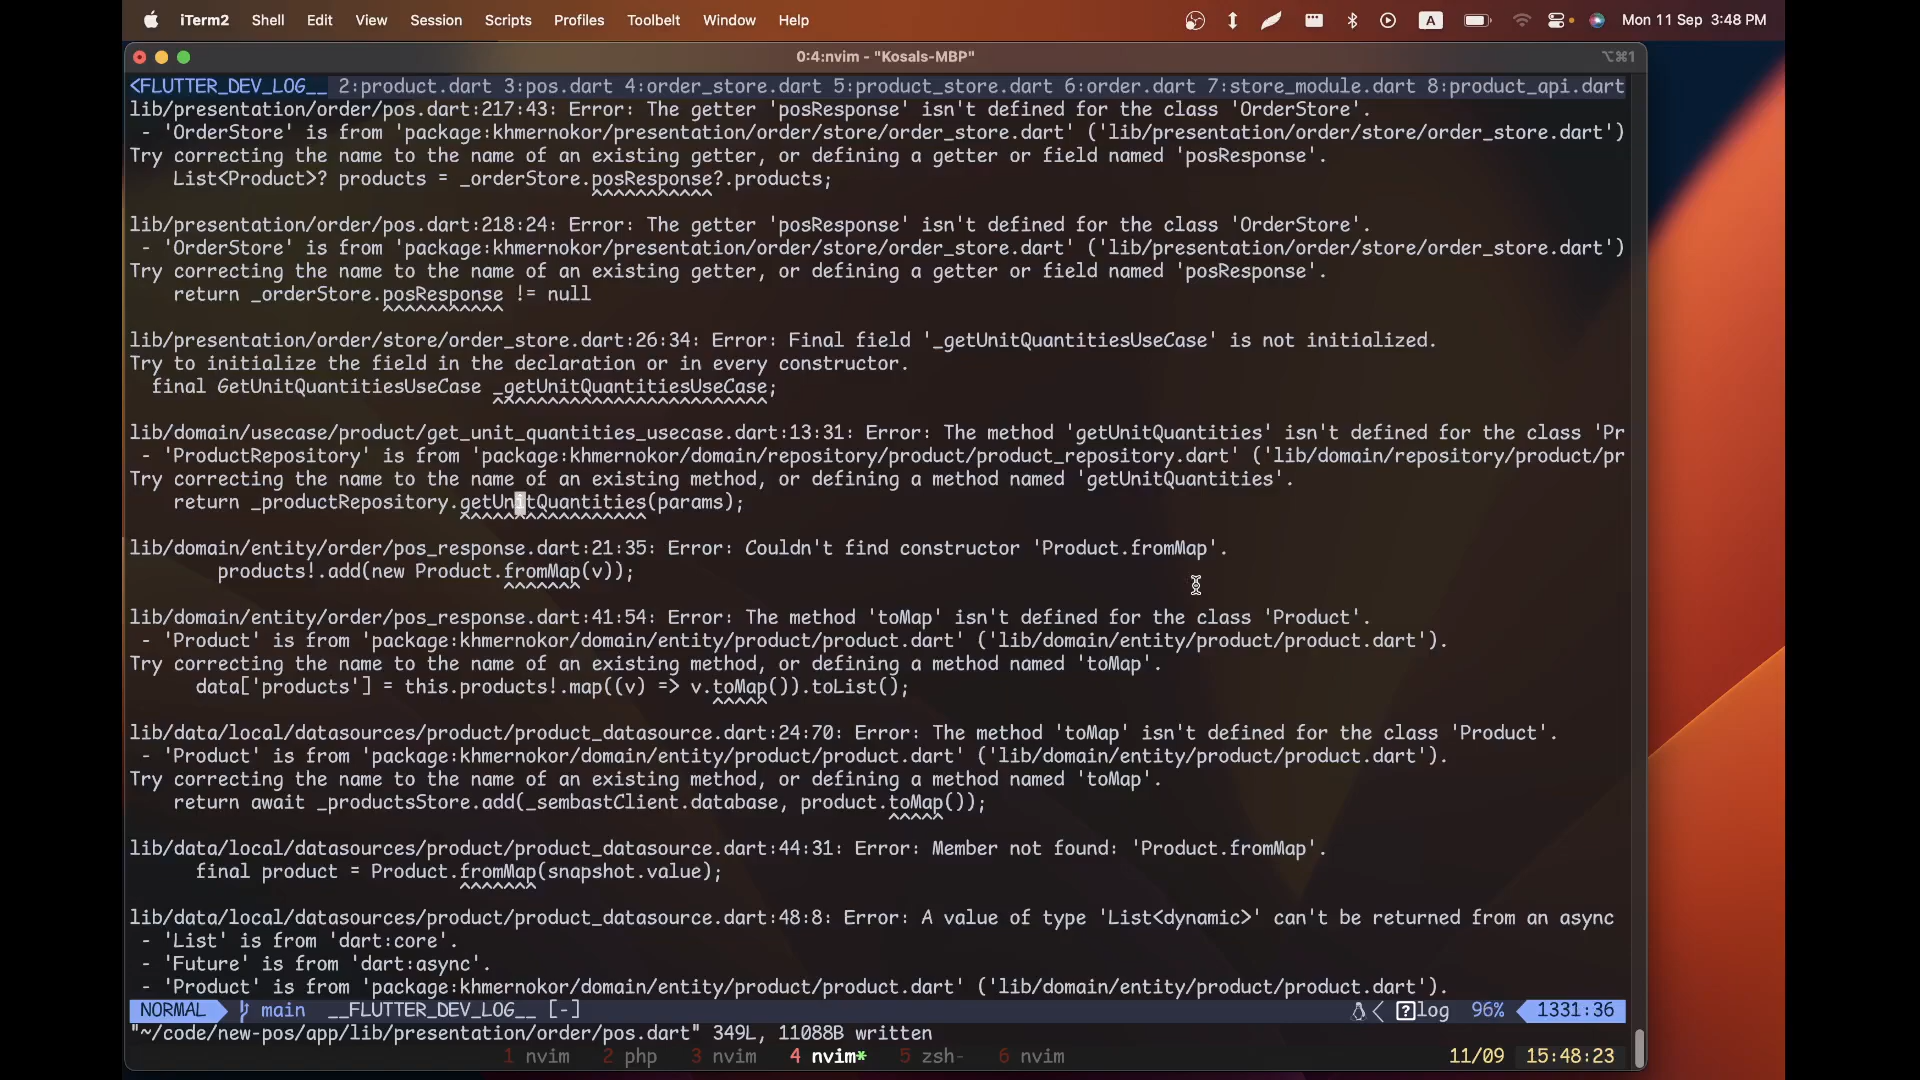 iTerm2 Shell Edit View Session Scripts Profiles Toolbelt Window Help A Mon 11 Sep 3:48 PM
0:4:nvim - "Kosals-MBP" ⌥⌘1
<FLUTTER_DEV_LOG__ 2:product.dart 3:pos.dart 4:order_store.dart 5:product_store.dart 6:order.dart 7:store_module.dart 8:product_api.dart
lib/presentation/order/pos.dart:217:43: Error: The getter 'posResponse' isn't defined for the class 'OrderStore'.
- 'OrderStore' is from 'package:khmernokor/presentation/order/store/order_store.dart' ('lib/presentation/order/store/order_store.dart')
Try correcting the name to the name of an existing getter, or defining a getter or field named 'posResponse'.
List<Product>? products = _orderStore.posResponse?.products;
^^^^^^^^^^^
lib/presentation/order/pos.dart:218:24: Error: The getter 'posResponse' isn't defined for the class 'OrderStore'.
- 'OrderStore' is from 'package:khmernokor/presentation/order/store/order_store.dart' ('lib/presentation/order/store/order_store.dart')
Try correcting the name to the name of an existing getter, or defining a getter or field named 'posResponse'.
return _orderStore.posResponse != null
^^^^^^^^^^^
lib/presentation/order/store/order_store.dart:26:34: Error: Final field '_getUnitQuantitiesUseCase' is not initialized.
Try to initialize the field in the declaration or in every constructor.
final GetUnitQuantitiesUseCase _getUnitQuantitiesUseCase;
^^^^^^^^^^^^^^^^^^^^^^^^^
lib/domain/usecase/product/get_unit_quantities_usecase.dart:13:31: Error: The method 'getUnitQuantities' isn't defined for the class 'Pr
- 'ProductRepository' is from 'package:khmernokor/domain/repository/product/product_repository.dart' ('lib/domain/repository/product/pr
Try correcting the name to the name of an existing method, or defining a method named 'getUnitQuantities'.
return _productRepository.getUnitQuantities(params);
^^^^^^^^^^^^^^^^^
lib/domain/entity/order/pos_response.dart:21:35: Error: Couldn't find constructor 'Product.fromMap'.
products!.add(new Product.fromMap(v));
^^^^^^^
lib/domain/entity/order/pos_response.dart:41:54: Error: The method 'toMap' isn't defined for the class 'Product'.
- 'Product' is from 'package:khmernokor/domain/entity/product/product.dart' ('lib/domain/entity/product/product.dart').
Try correcting the name to the name of an existing method, or defining a method named 'toMap'.
data['products'] = this.products!.map((v) => v.toMap()).toList();
^^^^^
lib/data/local/datasources/product/product_datasource.dart:24:70: Error: The method 'toMap' isn't defined for the class 'Product'.
- 'Product' is from 'package:khmernokor/domain/entity/product/product.dart' ('lib/domain/entity/product/product.dart').
Try correcting the name to the name of an existing method, or defining a method named 'toMap'.
return await _productsStore.add(_sembastClient.database, product.toMap());
^^^^^
lib/data/local/datasources/product/product_datasource.dart:44:31: Error: Member not found: 'Product.fromMap'.
final product = Product.fromMap(snapshot.value);
^^^^^^^
lib/data/local/datasources/product/product_datasource.dart:48:8: Error: A value of type 'List<dynamic>' can't be returned from an async
- 'List' is from 'dart:core'.
- 'Future' is from 'dart:async'.
- 'Product' is from 'package:khmernokor/domain/entity/product/product.dart' ('lib/domain/entity/product/product.dart').
NORMAL main __FLUTTER_DEV_LOG__ [-] log 96% 1331:36
"~/code/new-pos/app/lib/presentation/order/pos.dart" 349L, 11088B written
1 nvim 2 php 3 nvim 4 nvim* 5 zsh- 6 nvim 11/09 15:48:23